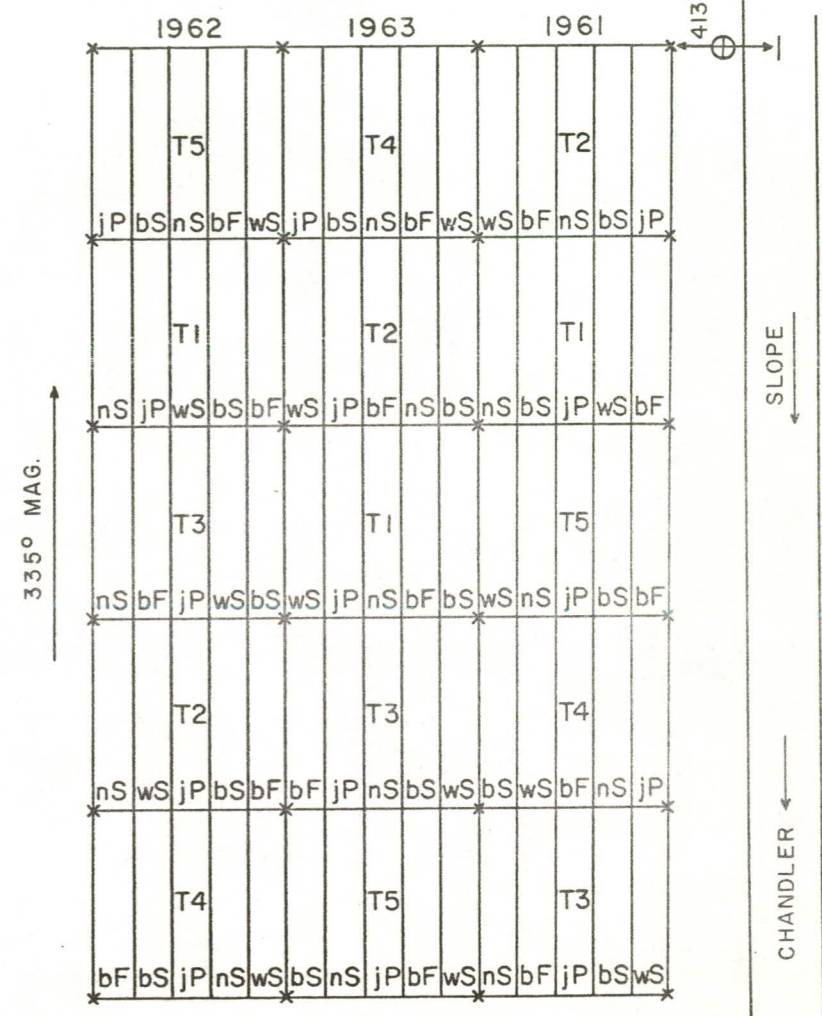 1962 1963 1961
413
T5 T4 T2
jP bS nS bF wS jP bS nS bF wS wS bF nS bS jP
T1 T2 T1
SLOPE
nS jP wS bS bF wS jP bF nS bS nS bS jP wS bF
335° MAG.
T3 T1 T5
nS bF jP wS bS wS jP nS bF bS wS nS jP bS bF
T2 T3 T4
nS wS jP bS bF bF jP nS bS wS bS wS bF nS jP
CHANDLER
T4 T5 T3
bF bS jP nS wS bS nS jP bF wS nS bF jP bS wS